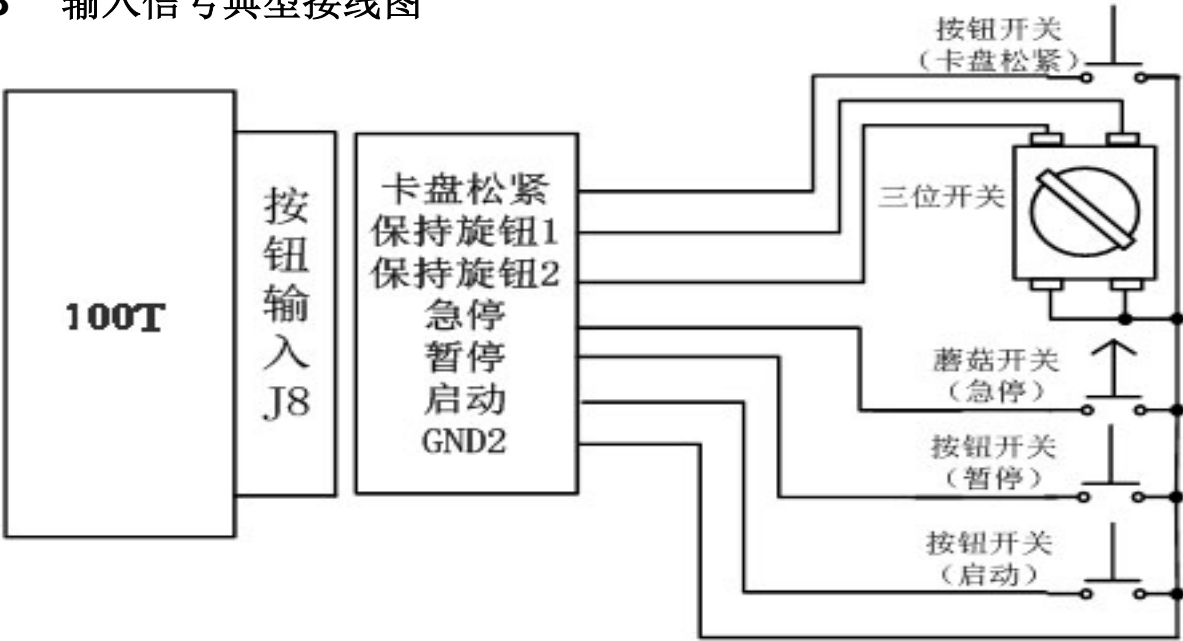 输入信号典型接线图
100T
按钮输入J8
卡盘松紧
保持旋钮1
保持旋钮2
急停
暂停
启动
GND2
按钮开关
（卡盘松紧）
三位开关
蘑菇开关
（急停）
按钮开关
（暂停）
按钮开关
（启动）